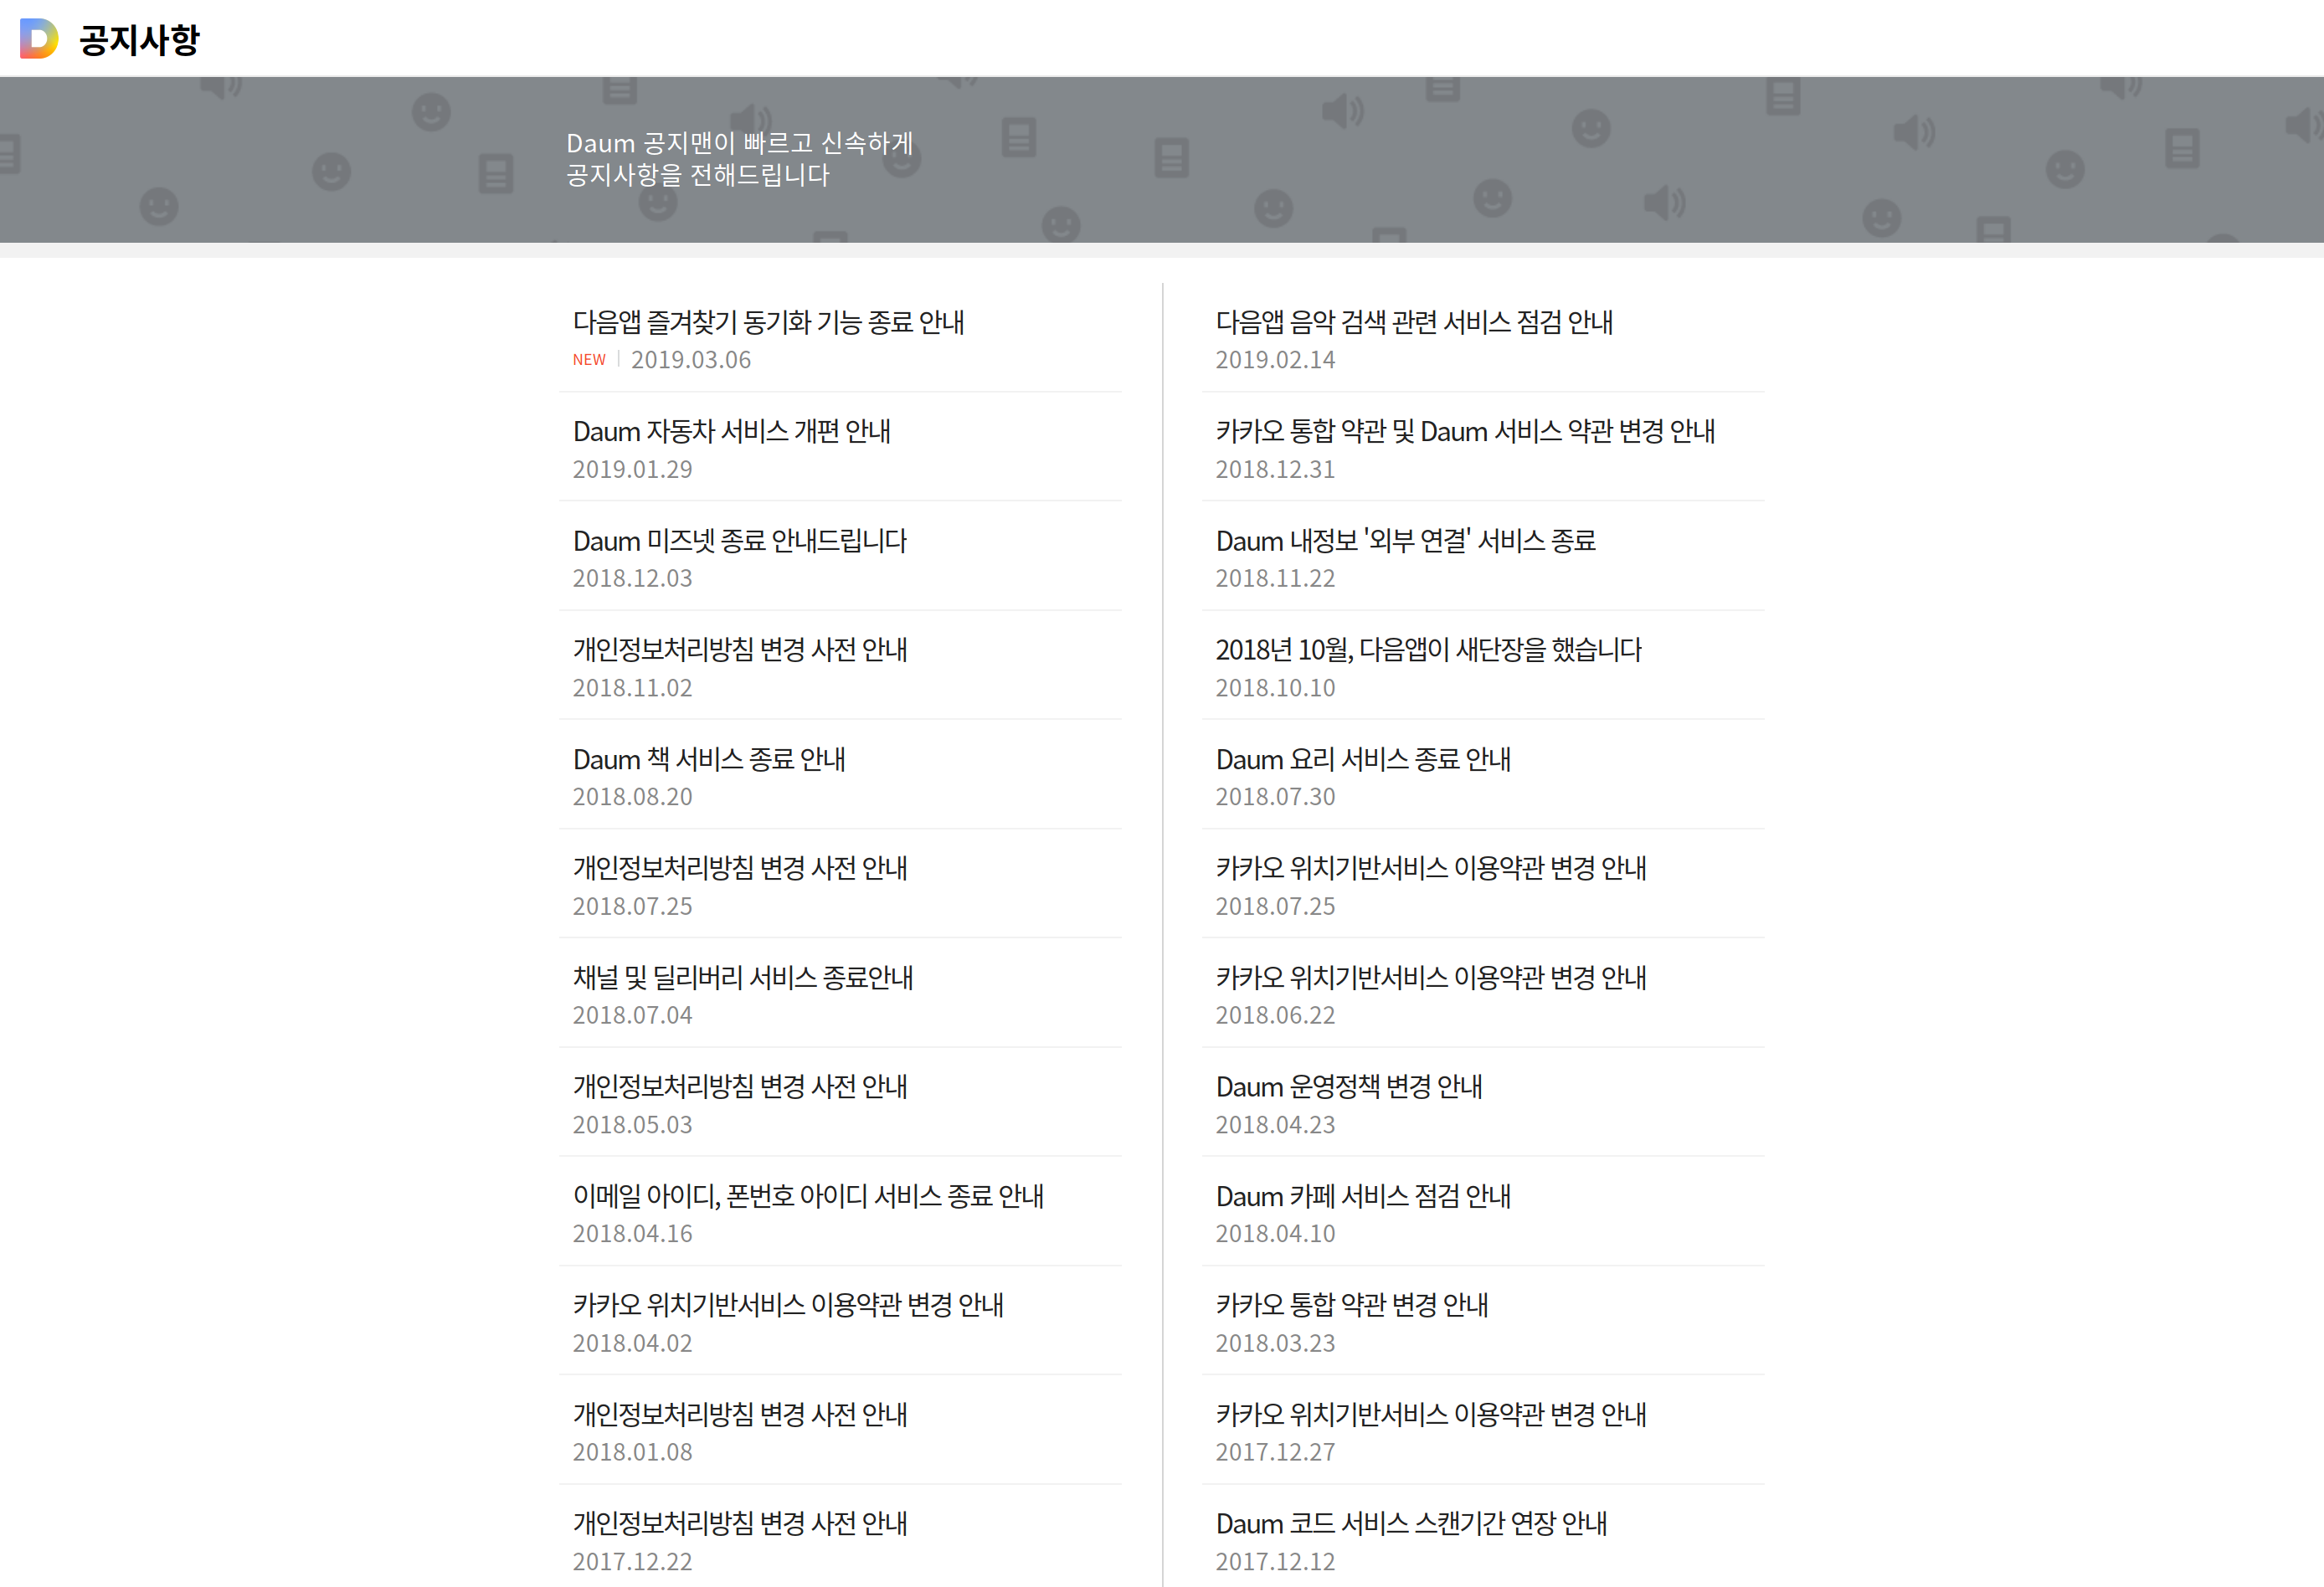 공지사항
Daum 공지맨이 빠르고 신속하게
공지사항을 전해드립니다
다음앱 즐겨찾기 동기화 기능 종료 안내
NEW 2019.03.06
다음앱 음악 검색 관련 서비스 점검 안내
2019.02.14
Daum 자동차 서비스 개편 안내
2019.01.29
카카오 통합 약관 및 Daum 서비스 약관 변경 안내
2018.12.31
Daum 미즈넷 종료 안내드립니다
2018.12.03
Daum 내정보 '외부 연결' 서비스 종료
2018.11.22
개인정보처리방침 변경 사전 안내
2018.11.02
2018년 10월, 다음앱이 새단장을 했습니다
2018.10.10
Daum 책 서비스 종료 안내
2018.08.20
Daum 요리 서비스 종료 안내
2018.07.30
개인정보처리방침 변경 사전 안내
2018.07.25
카카오 위치기반서비스 이용약관 변경 안내
2018.07.25
채널 및 딜리버리 서비스 종료안내
2018.07.04
카카오 위치기반서비스 이용약관 변경 안내
2018.06.22
개인정보처리방침 변경 사전 안내
2018.05.03
Daum 운영정책 변경 안내
2018.04.23
이메일 아이디, 폰번호 아이디 서비스 종료 안내
2018.04.16
Daum 카페 서비스 점검 안내
2018.04.10
카카오 위치기반서비스 이용약관 변경 안내
2018.04.02
카카오 통합 약관 변경 안내
2018.03.23
개인정보처리방침 변경 사전 안내
2018.01.08
카카오 위치기반서비스 이용약관 변경 안내
2017.12.27
개인정보처리방침 변경 사전 안내
2017.12.22
Daum 코드 서비스 스캔기간 연장 안내
2017.12.12